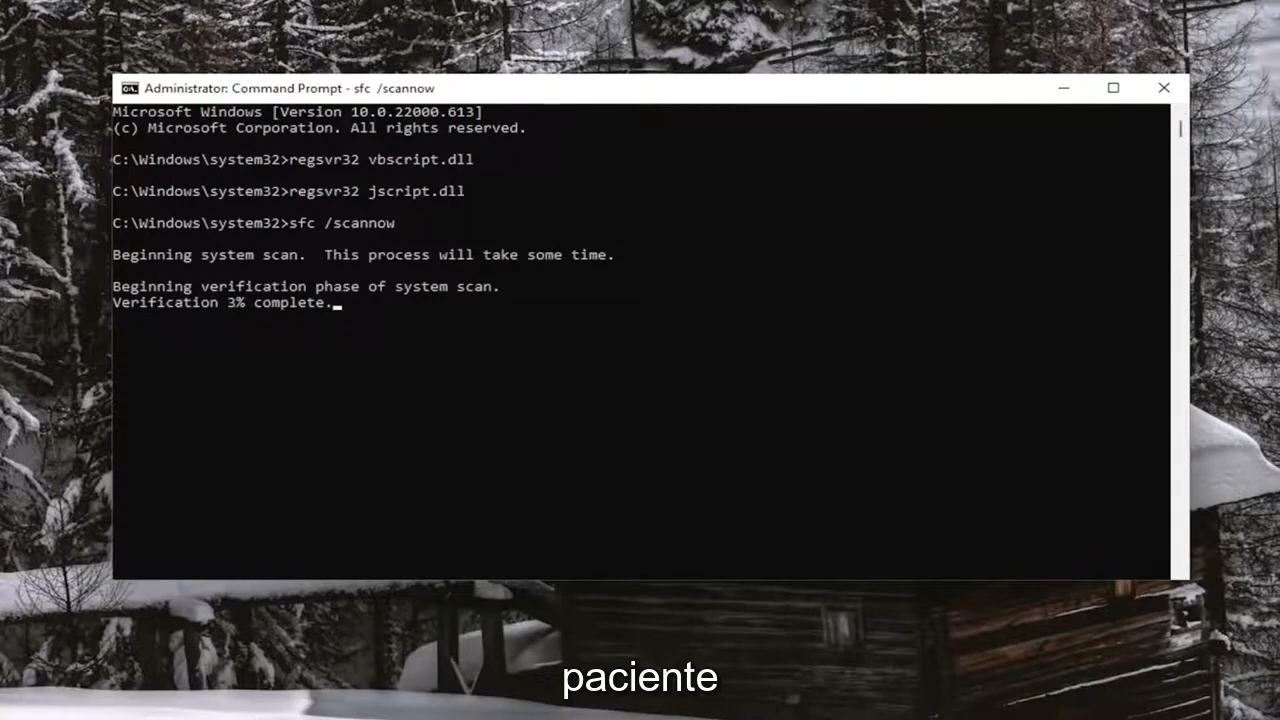 Administrator: Command Prompt - sfc  /scannow
Microsoft Windows [Version 10.0.22000.613]
(c) Microsoft Corporation. All rights reserved.
C:\Windows\system32>regsvr32 vbscript.dll
C:\Windows\system32>regsvr32 jscript.dll
C:\Windows\system32>sfc /scannow
Beginning system scan.  This process will take some time.
Beginning verification phase of system scan.
Verification 3% complete.
paciente